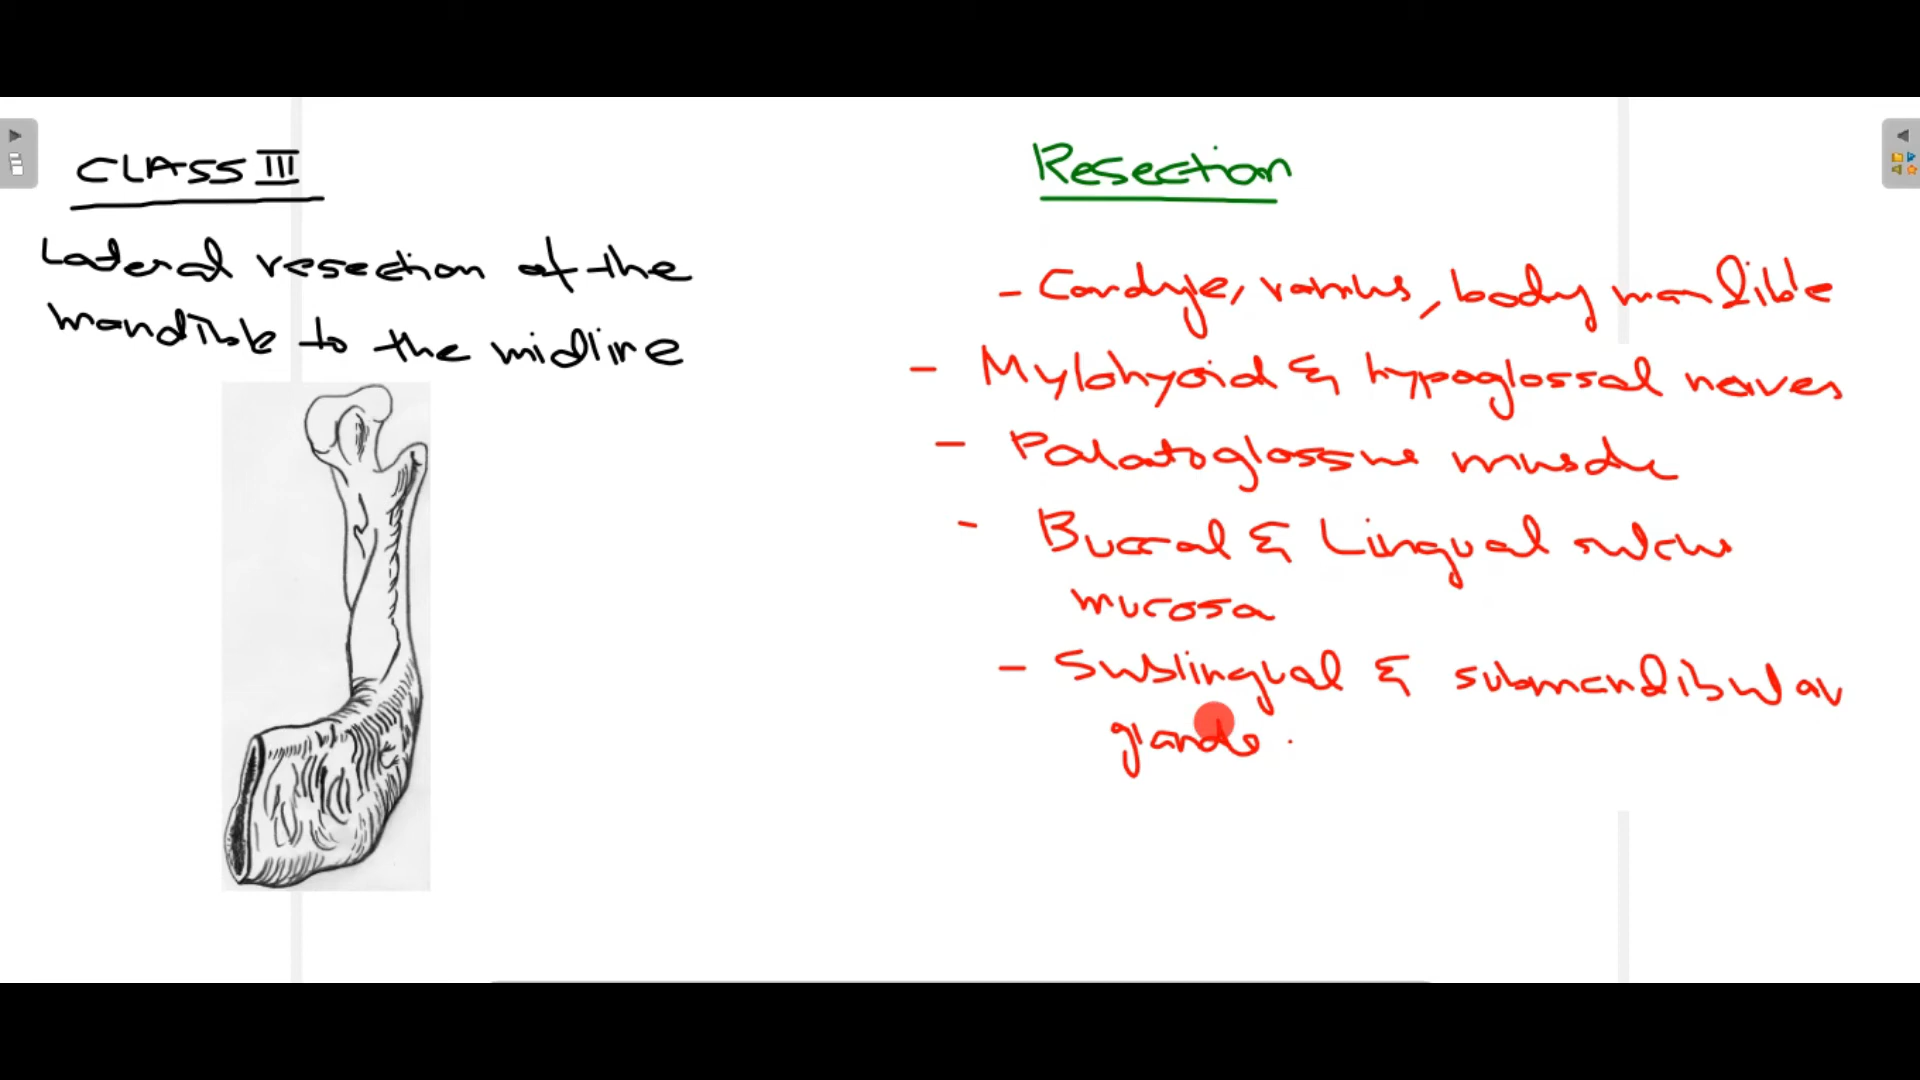 CLASS III
Lateral resection of the
mandible to the midline
Resection
- Condyle, ramus, body mandible
- Mylohyoid & hypoglossal nerves
- Palatoglossus muscle
- Buccal & Lingual sulcus
mucosa
- Sublingual & submandibular
glands.